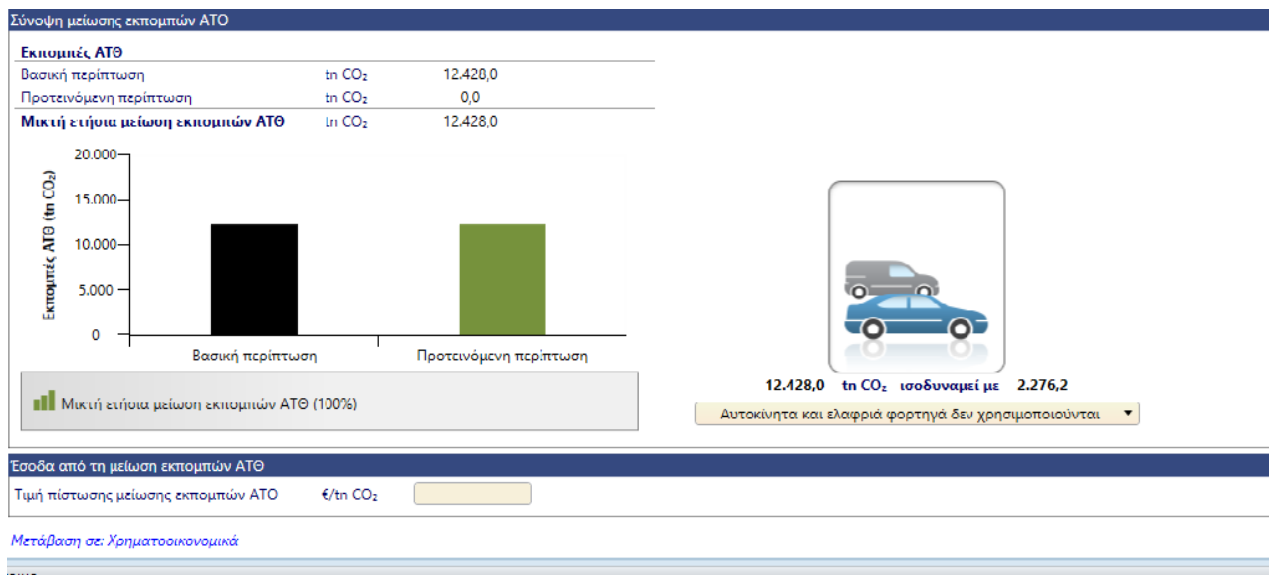 Σύνοψη μείωσης εκπομπών ΑΤΘ
Εκπομπές ΑΤΘ
Βασική περίπτωση tn CO₂ 12.428,0
Προτεινόμενη περίπτωση tn CO₂ 0,0
Μικτή ετήσια μείωση εκπομπών ΑΤΘ tn CO₂ 12.428,0
Εκπομπές ΑΤΘ (tn CO₂)
20.000
15.000
10.000
5.000
0
Βασική περίπτωση Προτεινόμενη περίπτωση
Μικτή ετήσια μείωση εκπομπών ΑΤΘ (100%)
12.428,0 tn CO₂ ισοδυναμεί με 2.276,2
Αυτοκίνητα και ελαφριά φορτηγά δεν χρησιμοποιούνται
Έσοδα από τη μείωση εκπομπών ΑΤΘ
Τιμή πίστωσης μείωσης εκπομπών ΑΤΘ €/tn CO₂
Μετάβαση σε: Χρηματοοικονομικά